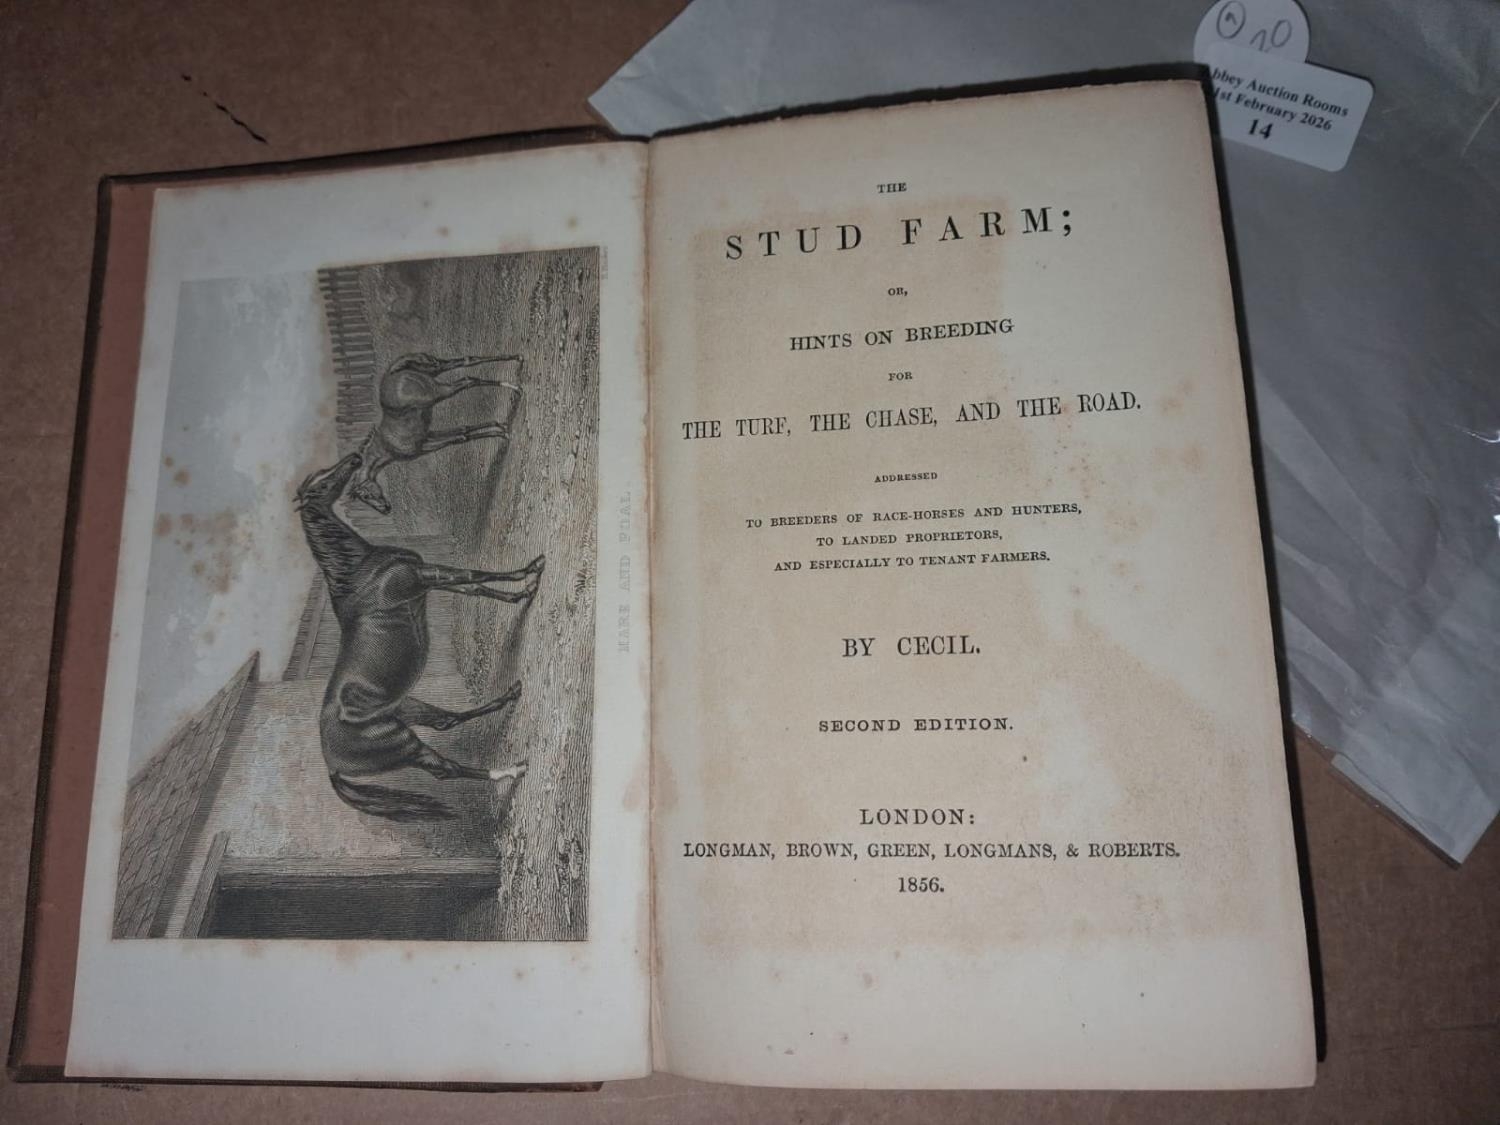 MARE AND FOAL.
THE
STUD FARM;
OR,
HINTS ON BREEDING
FOR
THE TURF, THE CHASE, AND THE ROAD.
ADDRESSED
TO BREEDERS OF RACE-HORSES AND HUNTERS,
TO LANDED PROPRIETORS,
AND ESPECIALLY TO TENANT FARMERS.
BY CECIL.
SECOND EDITION.
LONDON:
LONGMAN, BROWN, GREEN, LONGMANS, & ROBERTS.
1856.
bbey Auction Rooms
1st February 2026
14